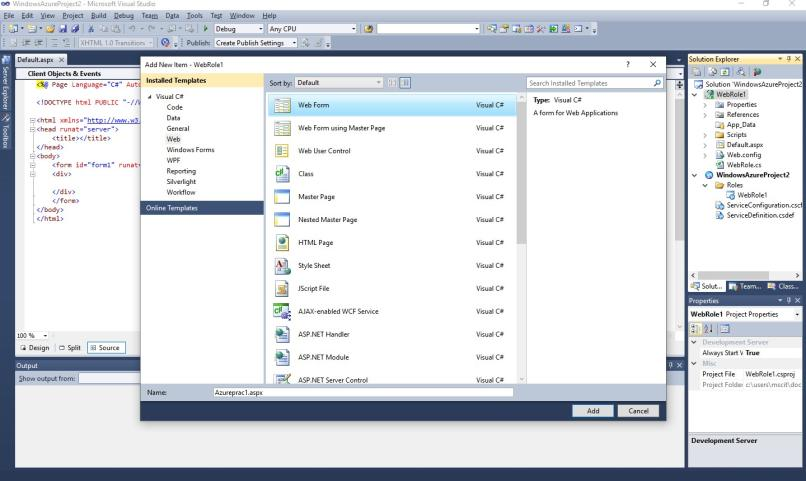 WindowsAzureProject2 - Microsoft Visual Studio
File Edit View Project Build Debug Team Data Tools Test Window Help
Debug Any CPU
XHTML 1.0 Transition Publish: Create Publish Settings
Server Explorer
Toolbox
Default.aspx ×
Client Objects & Events
<%@ Page Language="C#" Auto
<!DOCTYPE html PUBLIC "-//W
<html xmlns="http://www.w3.
<head runat="server">
<title></title>
</head>
<body>
<form id="form1" runat=
<div>
</div>
</form>
</body>
</html>
100 %
Design Split Source
Output
Show output from:
Add New Item - WebRole1
? ×
Installed Templates
Visual C#
Code
Data
General
Web
Windows Forms
WPF
Reporting
Silverlight
Workflow
Online Templates
Sort by: Default
Search Installed Templates
Web Form Visual C#
Web Form using Master Page Visual C#
Web User Control Visual C#
Class Visual C#
Master Page Visual C#
Nested Master Page Visual C#
HTML Page Visual C#
Style Sheet Visual C#
JScript File Visual C#
AJAX-enabled WCF Service Visual C#
ASP.NET Handler Visual C#
ASP.NET Module Visual C#
ASP.NET Server Control Visual C#
Type: Visual C#
A form for Web Applications
Name: Azureprac1.aspx
Add Cancel
Solution Explorer
Solution 'WindowsAzureProject2
WebRole1
Properties
References
App_Data
Scripts
Default.aspx
Web.config
WebRole.cs
WindowsAzureProject2
Roles
WebRole1
ServiceConfiguration.cscf
ServiceDefinition.csdef
Solut... Team... Class...
Properties
WebRole1 Project Properties
Development Server
Always Start V True
Misc
Project File WebRole1.csproj
Project Folder c:\users\mscit\doc
Development Server